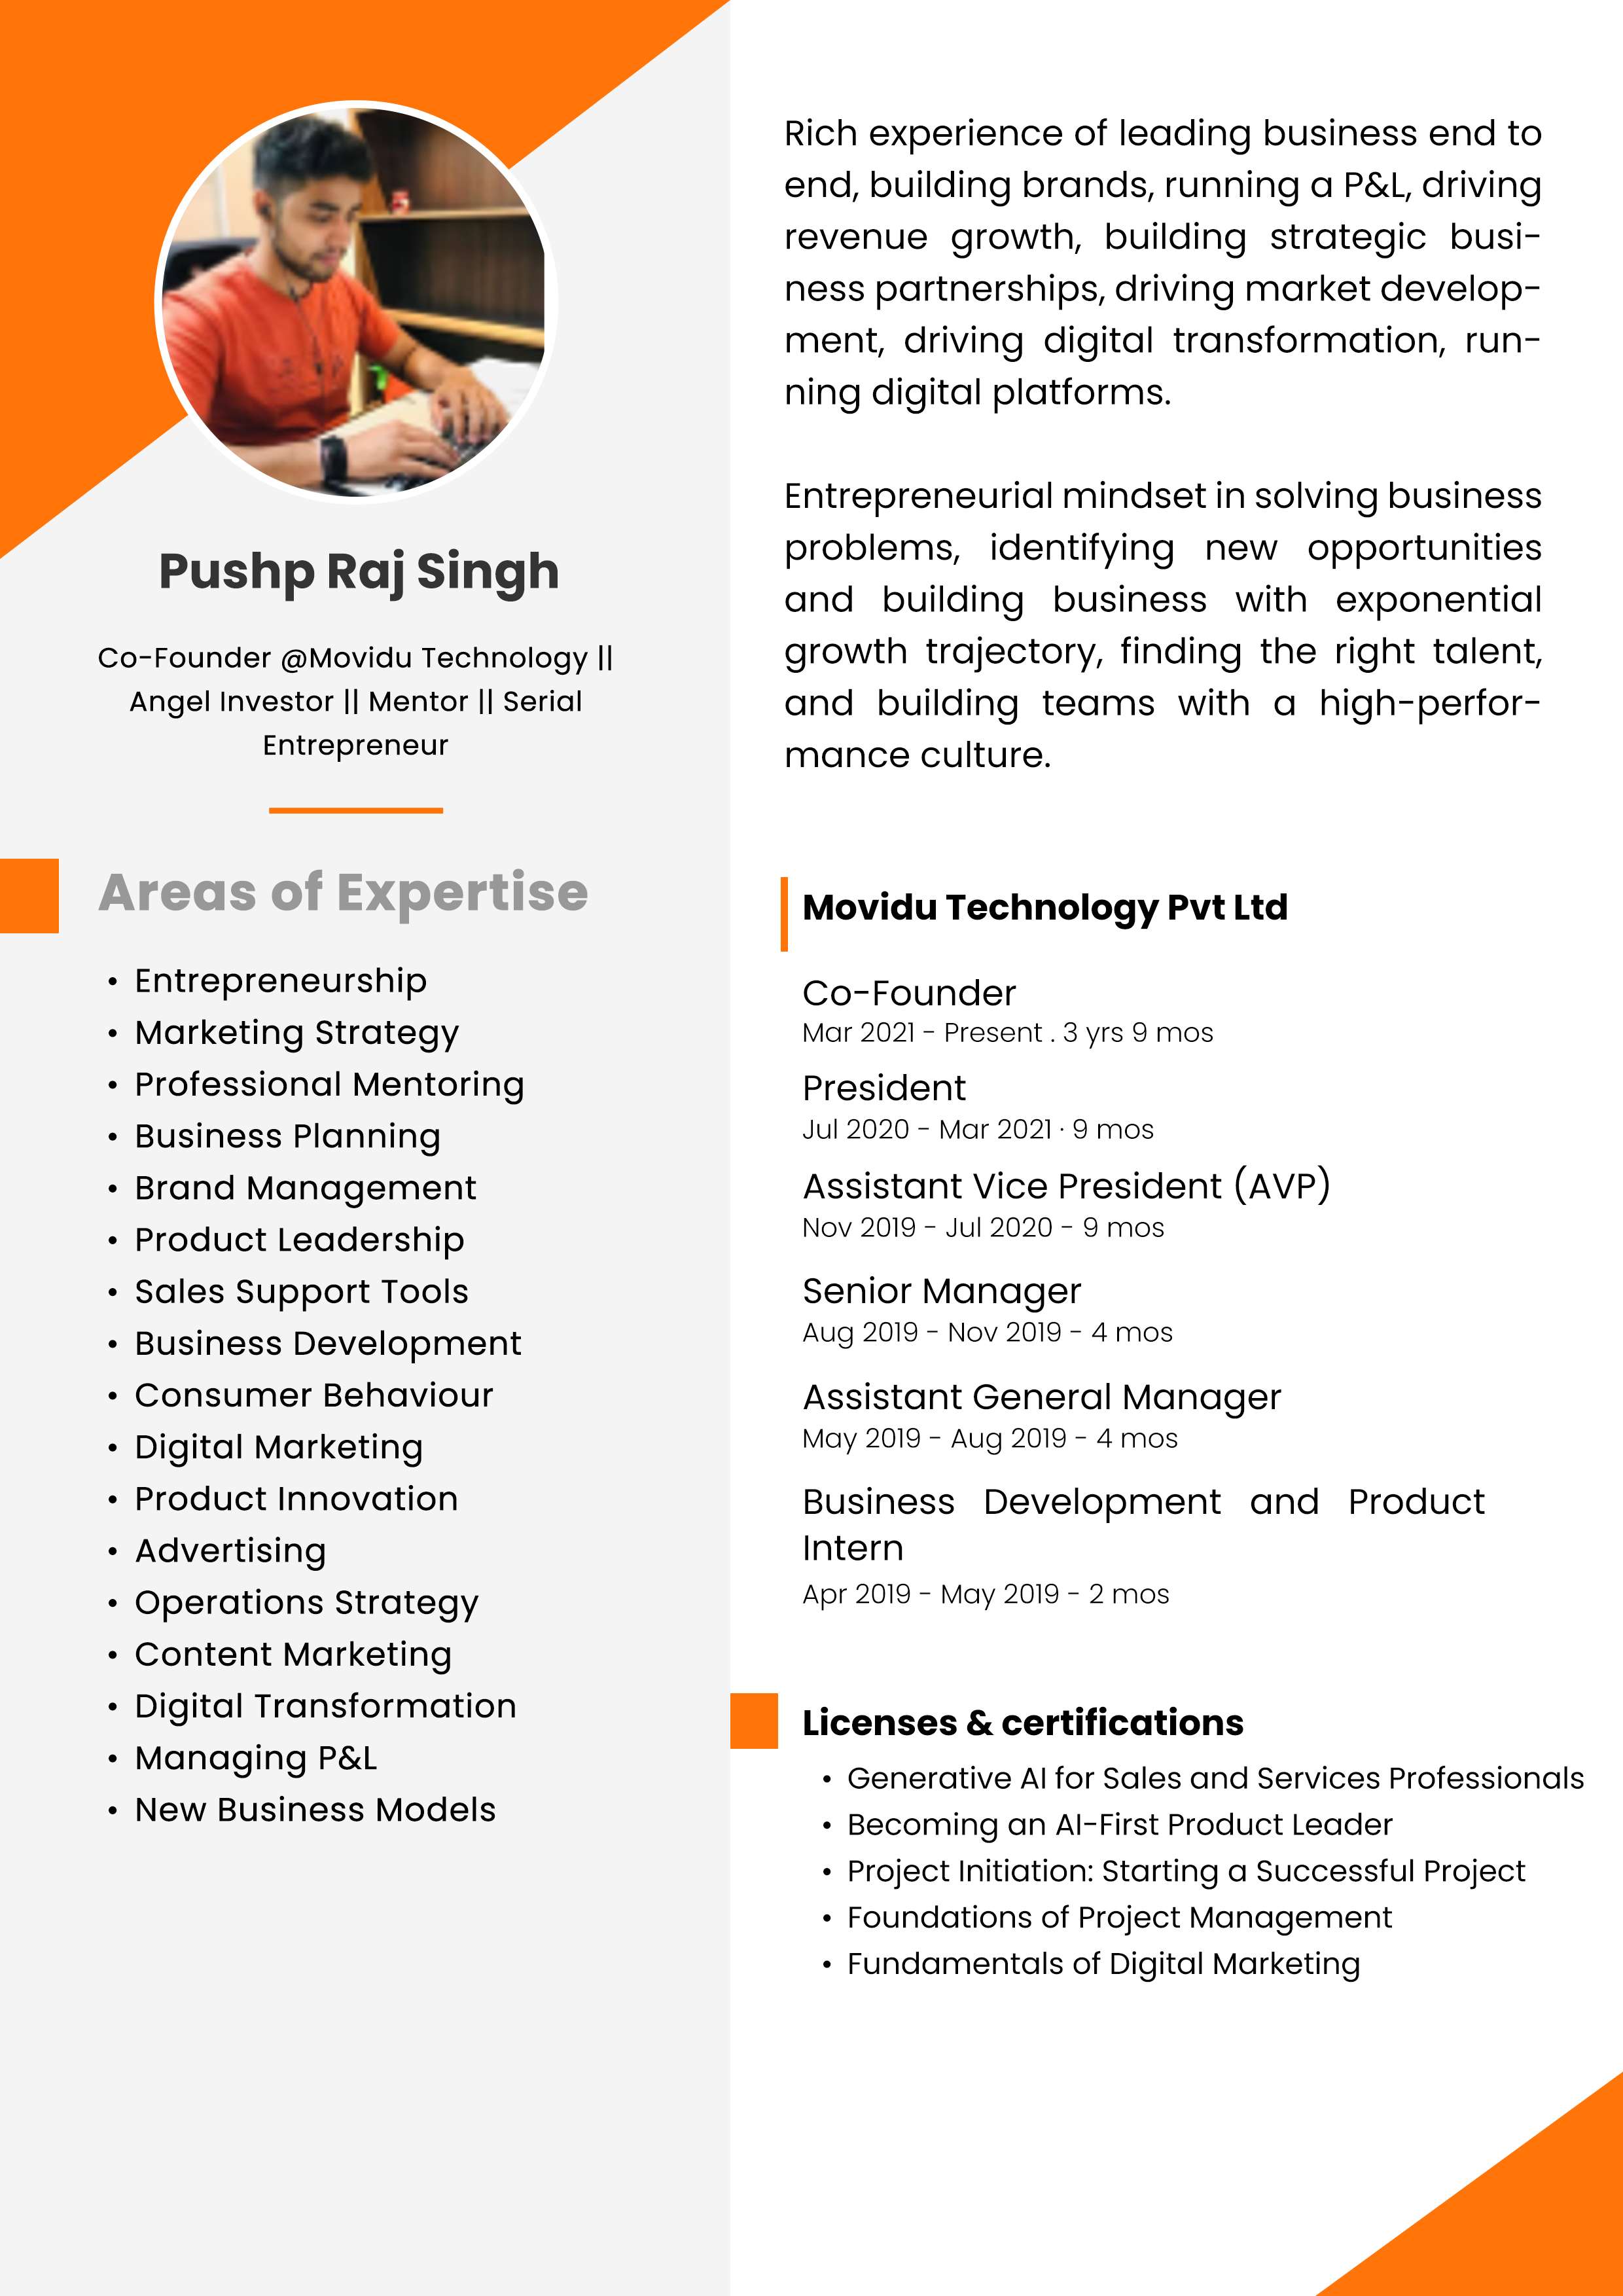 Pushp Raj Singh
Co-Founder @Movidu Technology ||
Angel Investor || Mentor || Serial
Entrepreneur
Areas of Expertise
• Entrepreneurship
• Marketing Strategy
• Professional Mentoring
• Business Planning
• Brand Management
• Product Leadership
• Sales Support Tools
• Business Development
• Consumer Behaviour
• Digital Marketing
• Product Innovation
• Advertising
• Operations Strategy
• Content Marketing
• Digital Transformation
• Managing P&L
• New Business Models
Rich experience of leading business end to
end, building brands, running a P&L, driving
revenue growth, building strategic busi-
ness partnerships, driving market develop-
ment, driving digital transformation, run-
ning digital platforms.
Entrepreneurial mindset in solving business
problems, identifying new opportunities
and building business with exponential
growth trajectory, finding the right talent,
and building teams with a high-perfor-
mance culture.
Movidu Technology Pvt Ltd
Co-Founder
Mar 2021 - Present . 3 yrs 9 mos
President
Jul 2020 - Mar 2021 · 9 mos
Assistant Vice President (AVP)
Nov 2019 - Jul 2020 - 9 mos
Senior Manager
Aug 2019 - Nov 2019 - 4 mos
Assistant General Manager
May 2019 - Aug 2019 - 4 mos
Business Development and Product
Intern
Apr 2019 - May 2019 - 2 mos
Licenses & certifications
• Generative AI for Sales and Services Professionals
• Becoming an AI-First Product Leader
• Project Initiation: Starting a Successful Project
• Foundations of Project Management
• Fundamentals of Digital Marketing